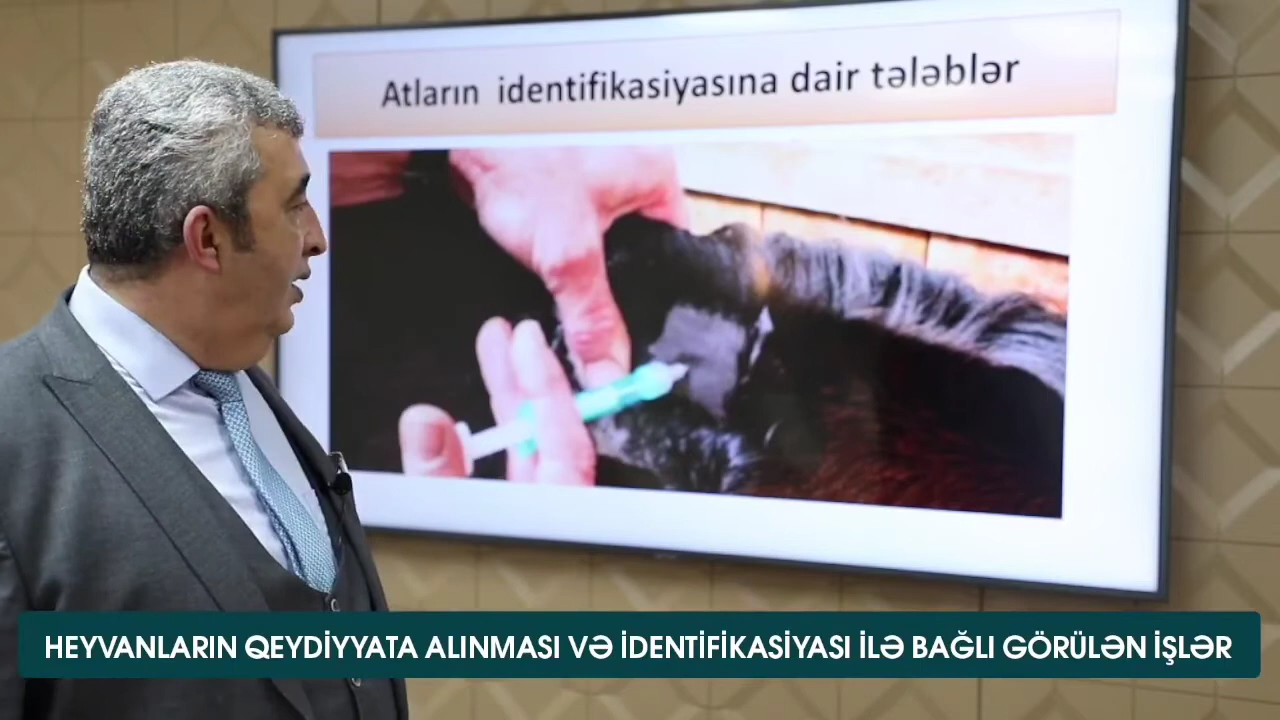 Atların identifikasiyasına dair tələblər
HEYVANLARIN QEYDİYYATA ALINMASI VƏ İDENTİFİKASİYASI İLƏ BAĞLI GÖRÜLƏN İŞLƏR